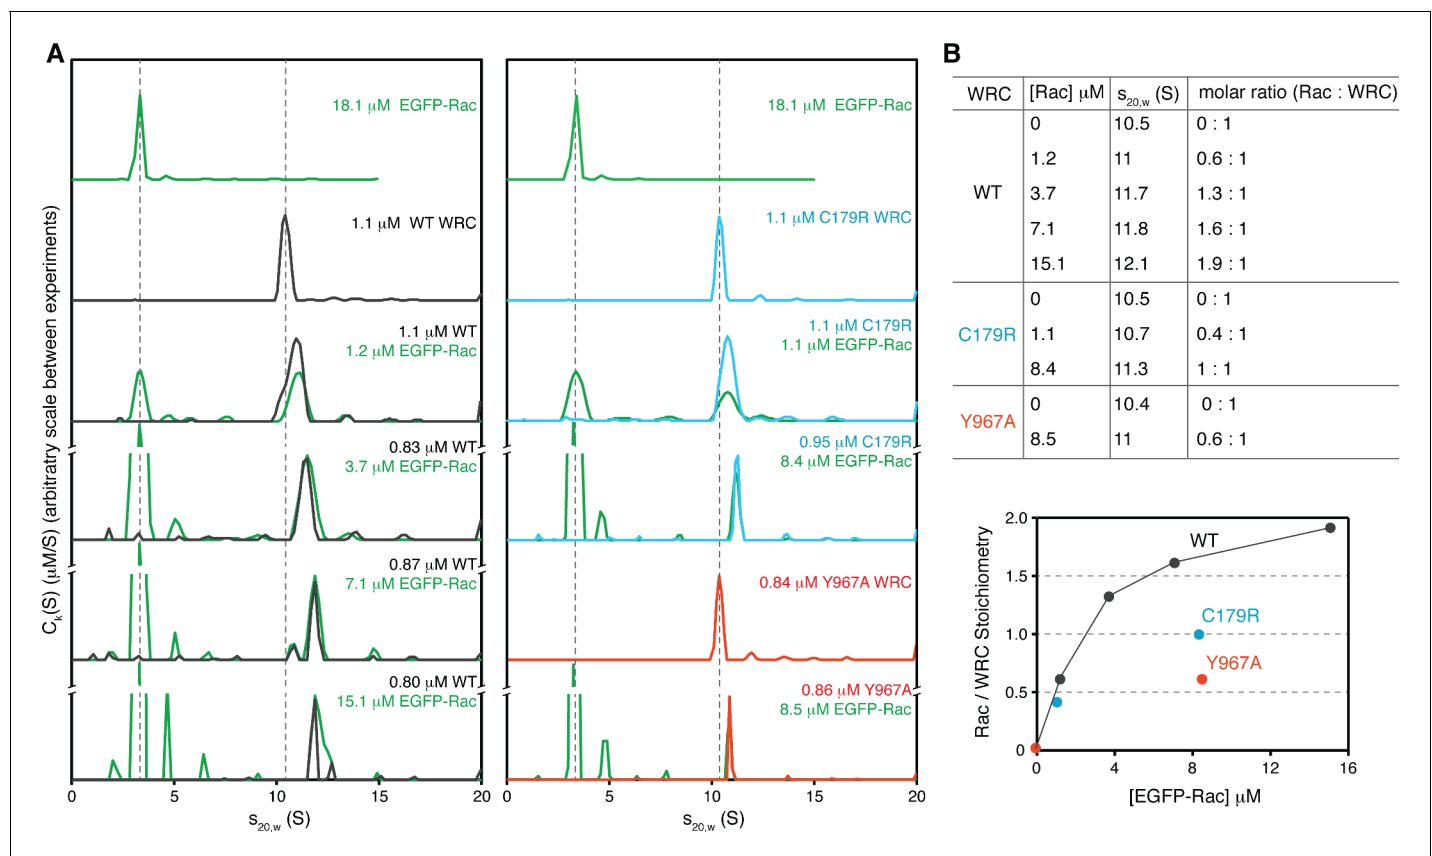 A
C_k(S) (μM/S) (arbitratry scale between experiments)
18.1 μM EGFP-Rac
1.1 μM WT WRC
1.1 μM WT
1.2 μM EGFP-Rac
0.83 μM WT
3.7 μM EGFP-Rac
0.87 μM WT
7.1 μM EGFP-Rac
0.80 μM WT
15.1 μM EGFP-Rac
0 5 10 15 20
s20,w (S)
18.1 μM EGFP-Rac
1.1 μM C179R WRC
1.1 μM C179R
1.1 μM EGFP-Rac
0.95 μM C179R
8.4 μM EGFP-Rac
0.84 μM Y967A WRC
0.86 μM Y967A
8.5 μM EGFP-Rac
0 5 10 15 20
s20,w (S)
B
WRC [Rac] μM s20,w (S) molar ratio (Rac : WRC)
0 10.5 0 : 1
1.2 11 0.6 : 1
WT 3.7 11.7 1.3 : 1
7.1 11.8 1.6 : 1
15.1 12.1 1.9 : 1
0 10.5 0 : 1
C179R 1.1 10.7 0.4 : 1
8.4 11.3 1 : 1
Y967A 0 10.4 0 : 1
8.5 11 0.6 : 1
Rac / WRC Stoichiometry
2.0
1.5
1.0
0.5
0
WT
C179R
Y967A
0 4 8 12 16
[EGFP-Rac] μM